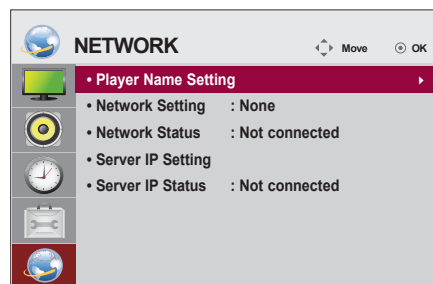 NETWORK Move OK
• Player Name Setting
• Network Setting : None
• Network Status : Not connected
• Server IP Setting
• Server IP Status : Not connected